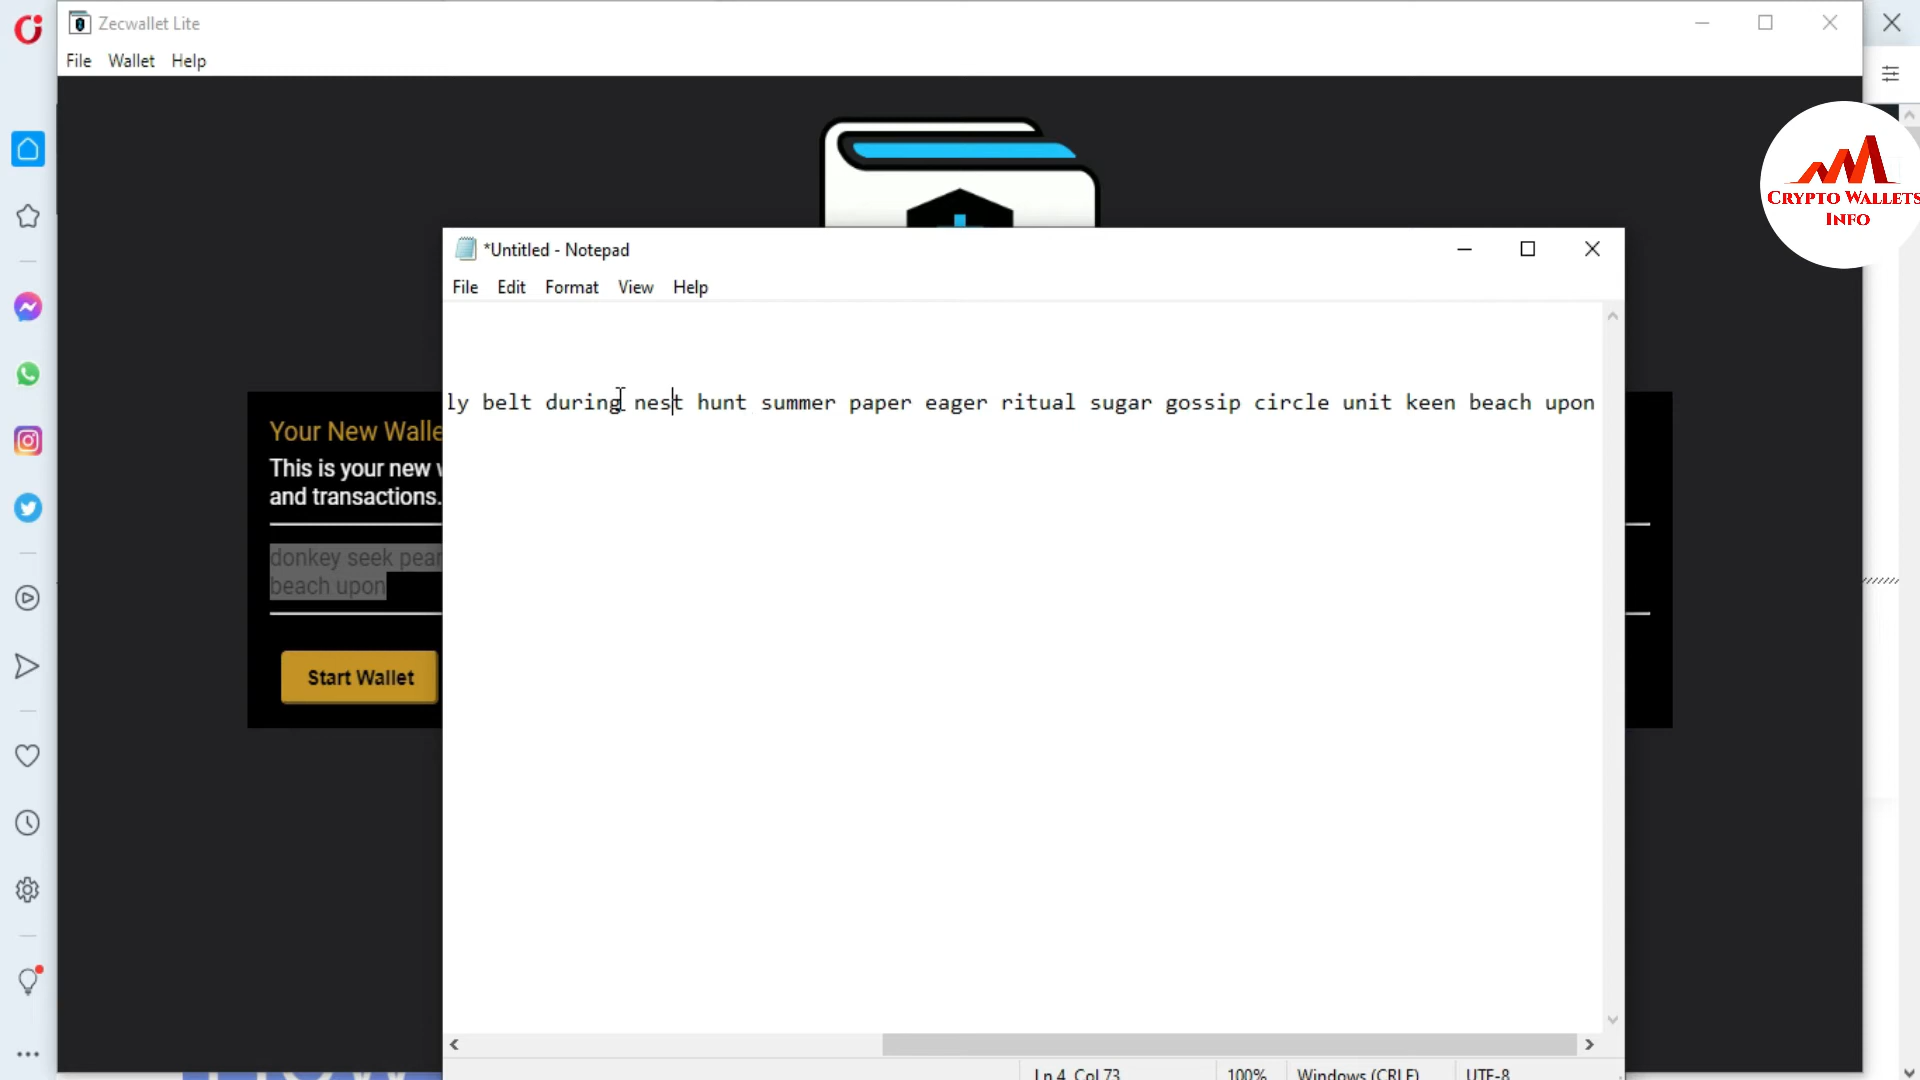 Zecwallet Lite
File Wallet Help
CRYPTO WALLETS
INFO
*Untitled - Notepad
File Edit Format View Help
ly belt during nest hunt summer paper eager ritual sugar gossip circle unit keen beach upon
Your New Walle
This is your new
and transactions.
donkey seek pear
beach upon
Start Wallet
Ln 4, Col 73 100% Windows (CRLF) UTF-8